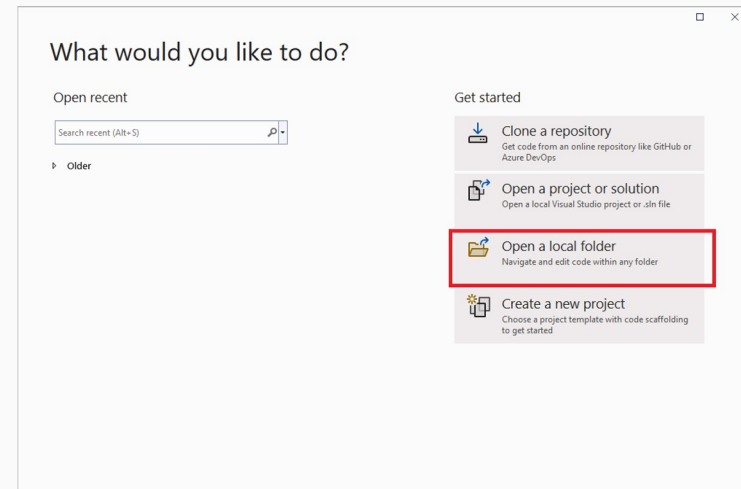 What would you like to do?
Open recent
Search recent (Alt+S)
Older
Get started
Clone a repository
Get code from an online repository like GitHub or
Azure DevOps
Open a project or solution
Open a local Visual Studio project or .sln file
Open a local folder
Navigate and edit code within any folder
Create a new project
Choose a project template with code scaffolding
to get started